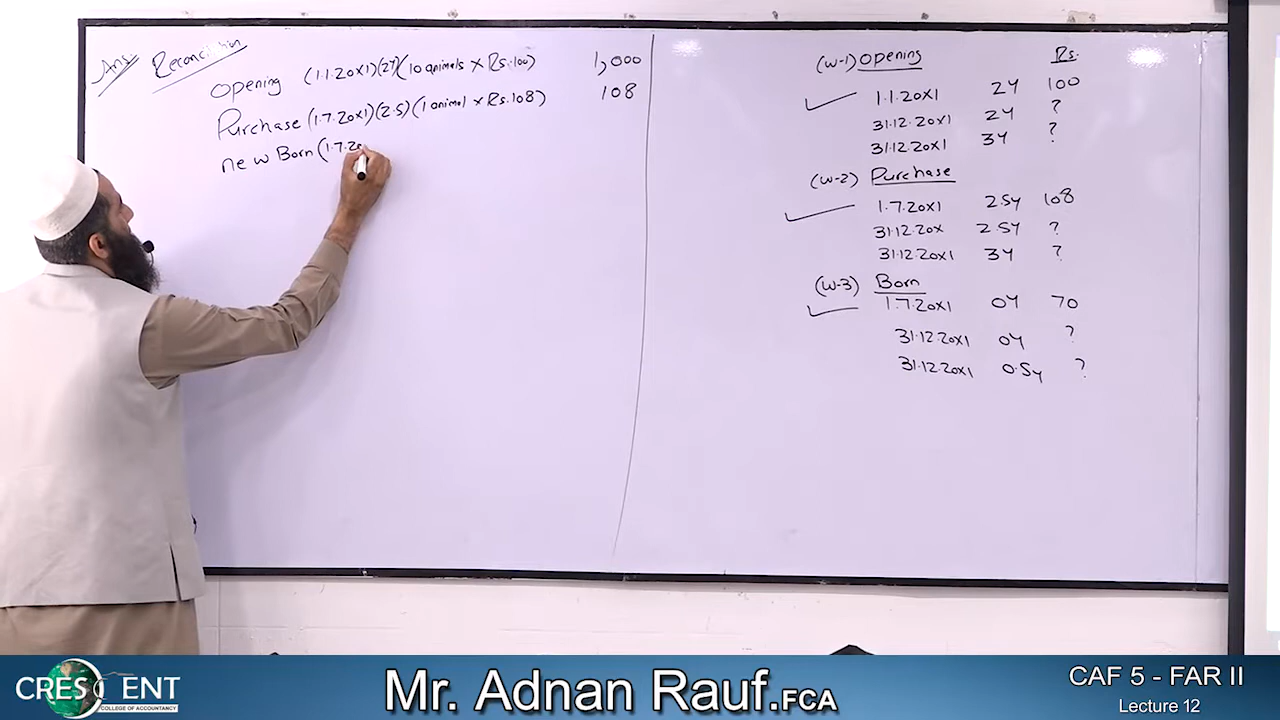 Ans Reconciliation
Opening (1.1.20x1)(2Y)(10 animals x Rs.100) 1,000
Purchase (1.7.20x1)(2.5)(1 animal x Rs.108) 108
new Born (1.7.20
(W-1) Opening Rs.
1.1.20x1 2Y 100
31.12.20x1 2Y ?
31.12.20x1 3Y ?
(W-2) Purchase
1.7.20x1 2.5Y 108
31.12.20x 2.5Y ?
31.12.20x1 3Y ?
(W-3) Born
1.7.20x1 0Y 70
31.12.20x1 0Y ?
31.12.20x1 0.5Y ?
CRESCENT
COLLEGE OF ACCOUNTANCY
Mr. Adnan Rauf.FCA
CAF 5 - FAR II
Lecture 12